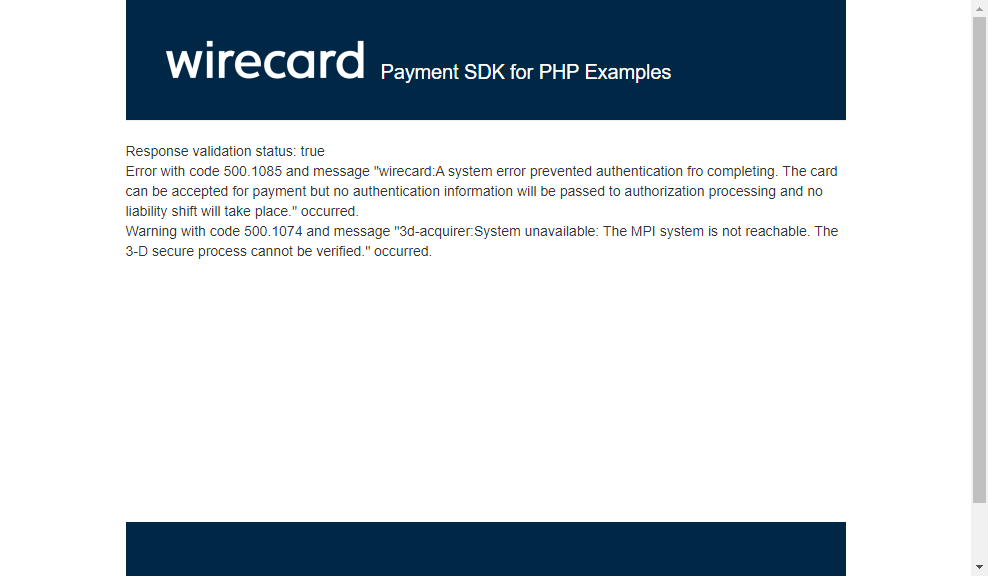 wirecard Payment SDK for PHP Examples
Response validation status: true
Error with code 500.1085 and message "wirecard:A system error prevented authentication fro completing. The card
can be accepted for payment but no authentication information will be passed to authorization processing and no
liability shift will take place." occurred.
Warning with code 500.1074 and message "3d-acquirer:System unavailable: The MPI system is not reachable. The
3-D secure process cannot be verified." occurred.